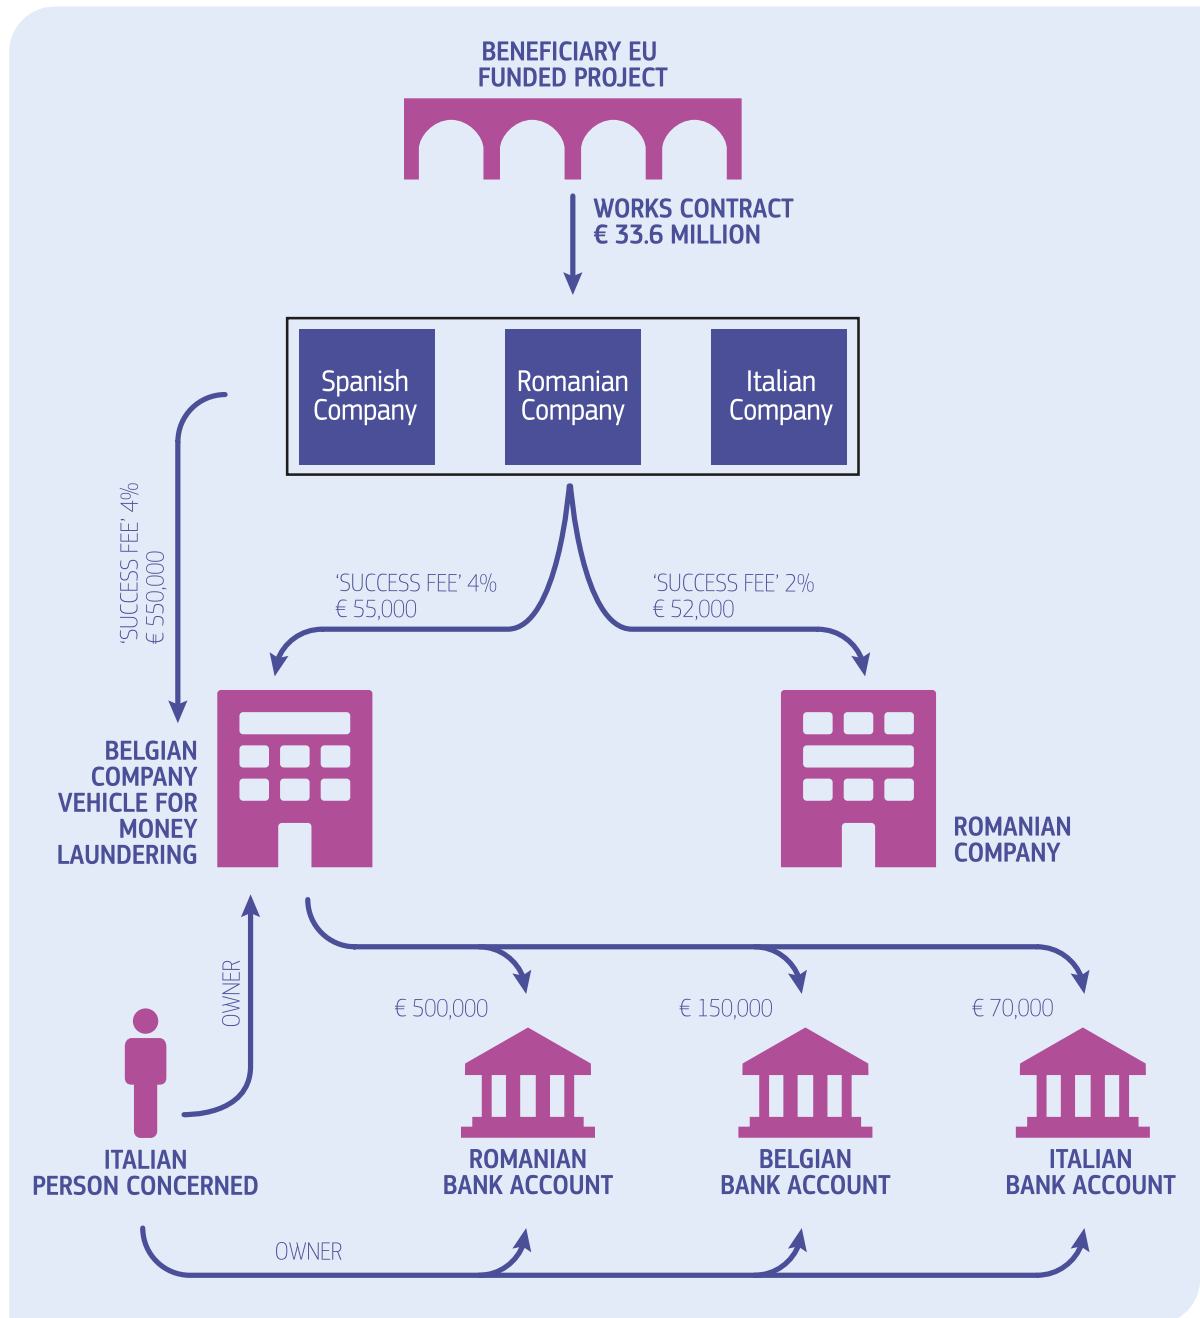 BENEFICIARY EU
FUNDED PROJECT
WORKS CONTRACT
€ 33.6 MILLION
Spanish
Company
Romanian
Company
Italian
Company
‘SUCCESS FEE’ 4%
€ 550,000
‘SUCCESS FEE’ 4%
€ 55,000
‘SUCCESS FEE’ 2%
€ 52,000
BELGIAN
COMPANY
VEHICLE FOR
MONEY
LAUNDERING
ROMANIAN
COMPANY
OWNER
€ 500,000
€ 150,000
€ 70,000
ITALIAN
PERSON CONCERNED
ROMANIAN
BANK ACCOUNT
BELGIAN
BANK ACCOUNT
ITALIAN
BANK ACCOUNT
OWNER